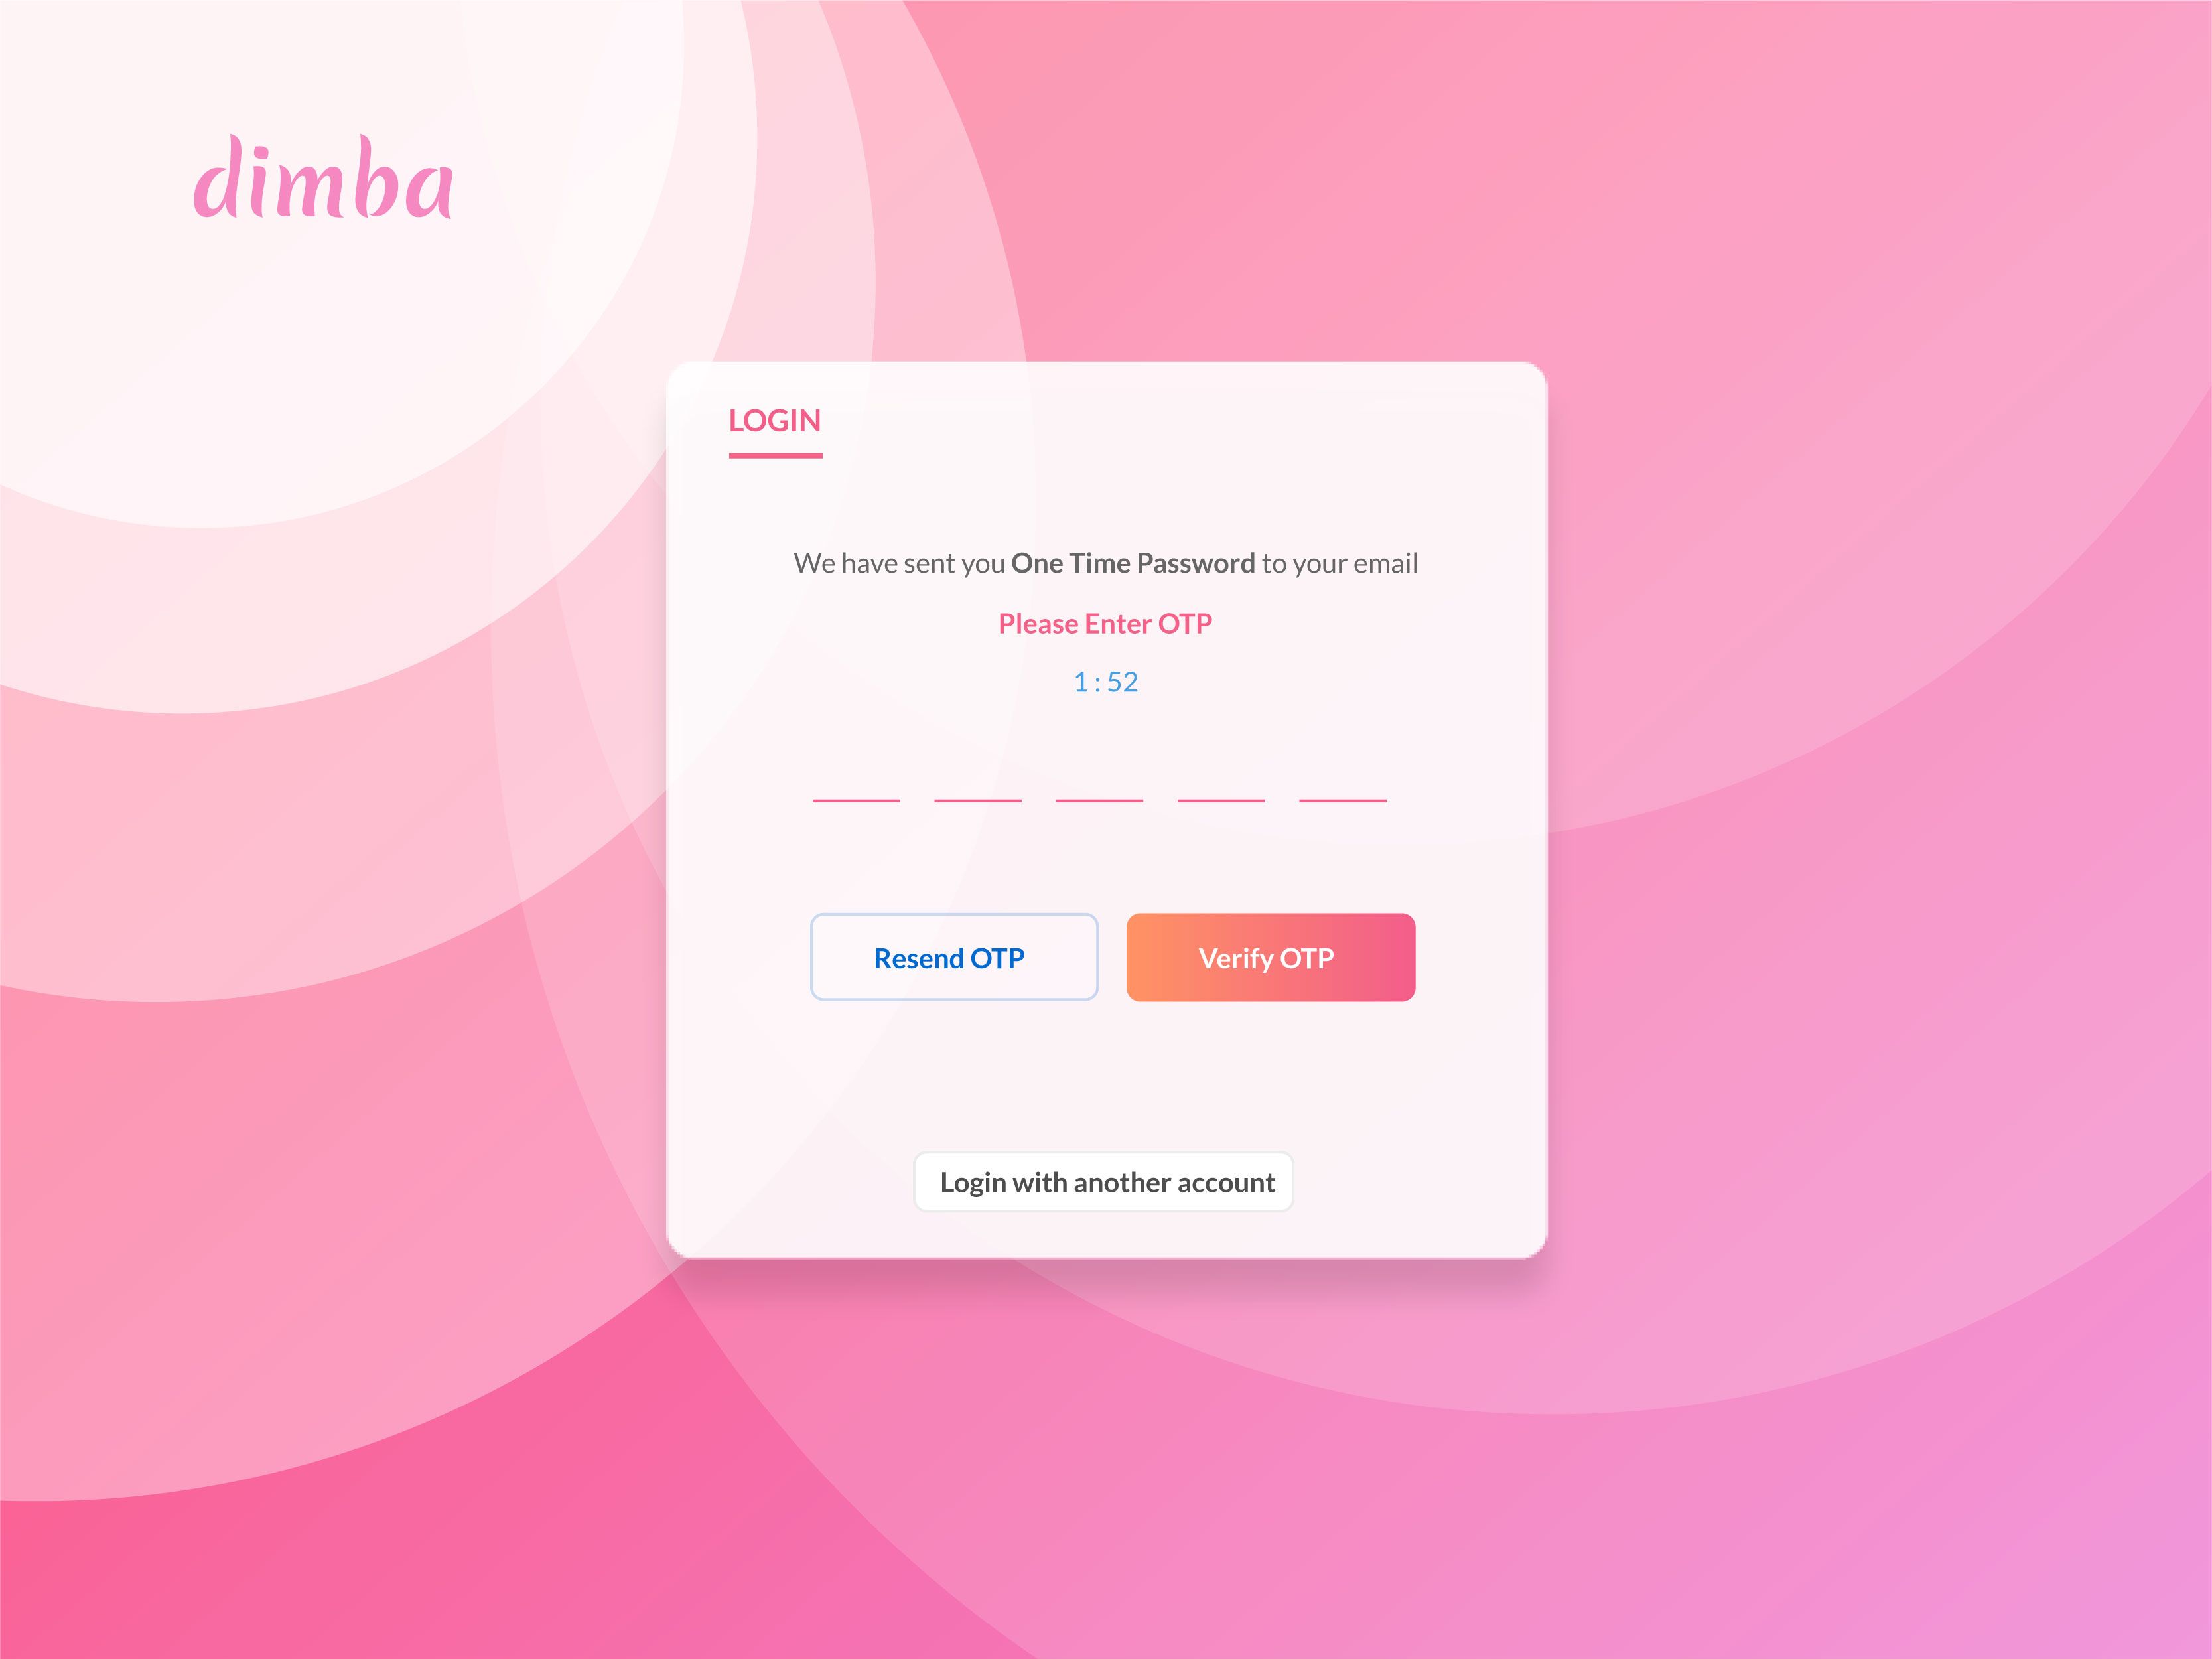 dimba
LOGIN
We have sent you One Time Password to your email
Please Enter OTP
1 : 52
Resend OTP
Verify OTP
Login with another account